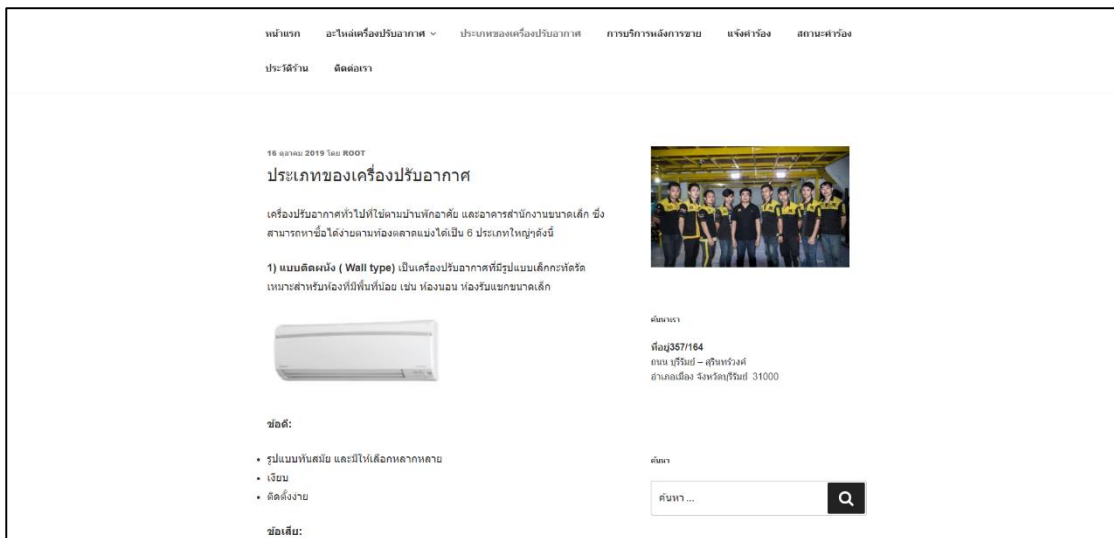 หน้าแรก อะไหล่เครื่องปรับอากาศ ประเภทของเครื่องปรับอากาศ การบริการหลังการขาย แจ้งคำร้อง สถานะคำร้อง
ประวัติร้าน ติดต่อเรา
16 ตุลาคม 2019 โดย ROOT
ประเภทของเครื่องปรับอากาศ
เครื่องปรับอากาศทั่วไปที่ใช้ตามบ้านพักอาศัย และอาคารสำนักงานขนาดเล็ก ซึ่ง
สามารถหาซื้อได้ง่ายตามท้องตลาดแบ่งได้เป็น 6 ประเภทใหญ่ๆดังนี้
1) แบบติดผนัง ( Wall type) เป็นเครื่องปรับอากาศที่มีรูปแบบเล็กกะทัดรัด
เหมาะสำหรับห้องที่มีพื้นที่น้อย เช่น ห้องนอน ห้องรับแขกขนาดเล็ก
ข้อดี:
• รูปแบบทันสมัย และมีให้เลือกหลากหลาย
• เงียบ
• ติดตั้งง่าย
ข้อเสีย:
ค้นหาเรา
ที่อยู่357/164
ถนน บุรีรัมย์ – สุรินทร์วงศ์
อำเภอเมือง จังหวัดบุรีรัมย์ 31000
ค้นหา
ค้นหา ...